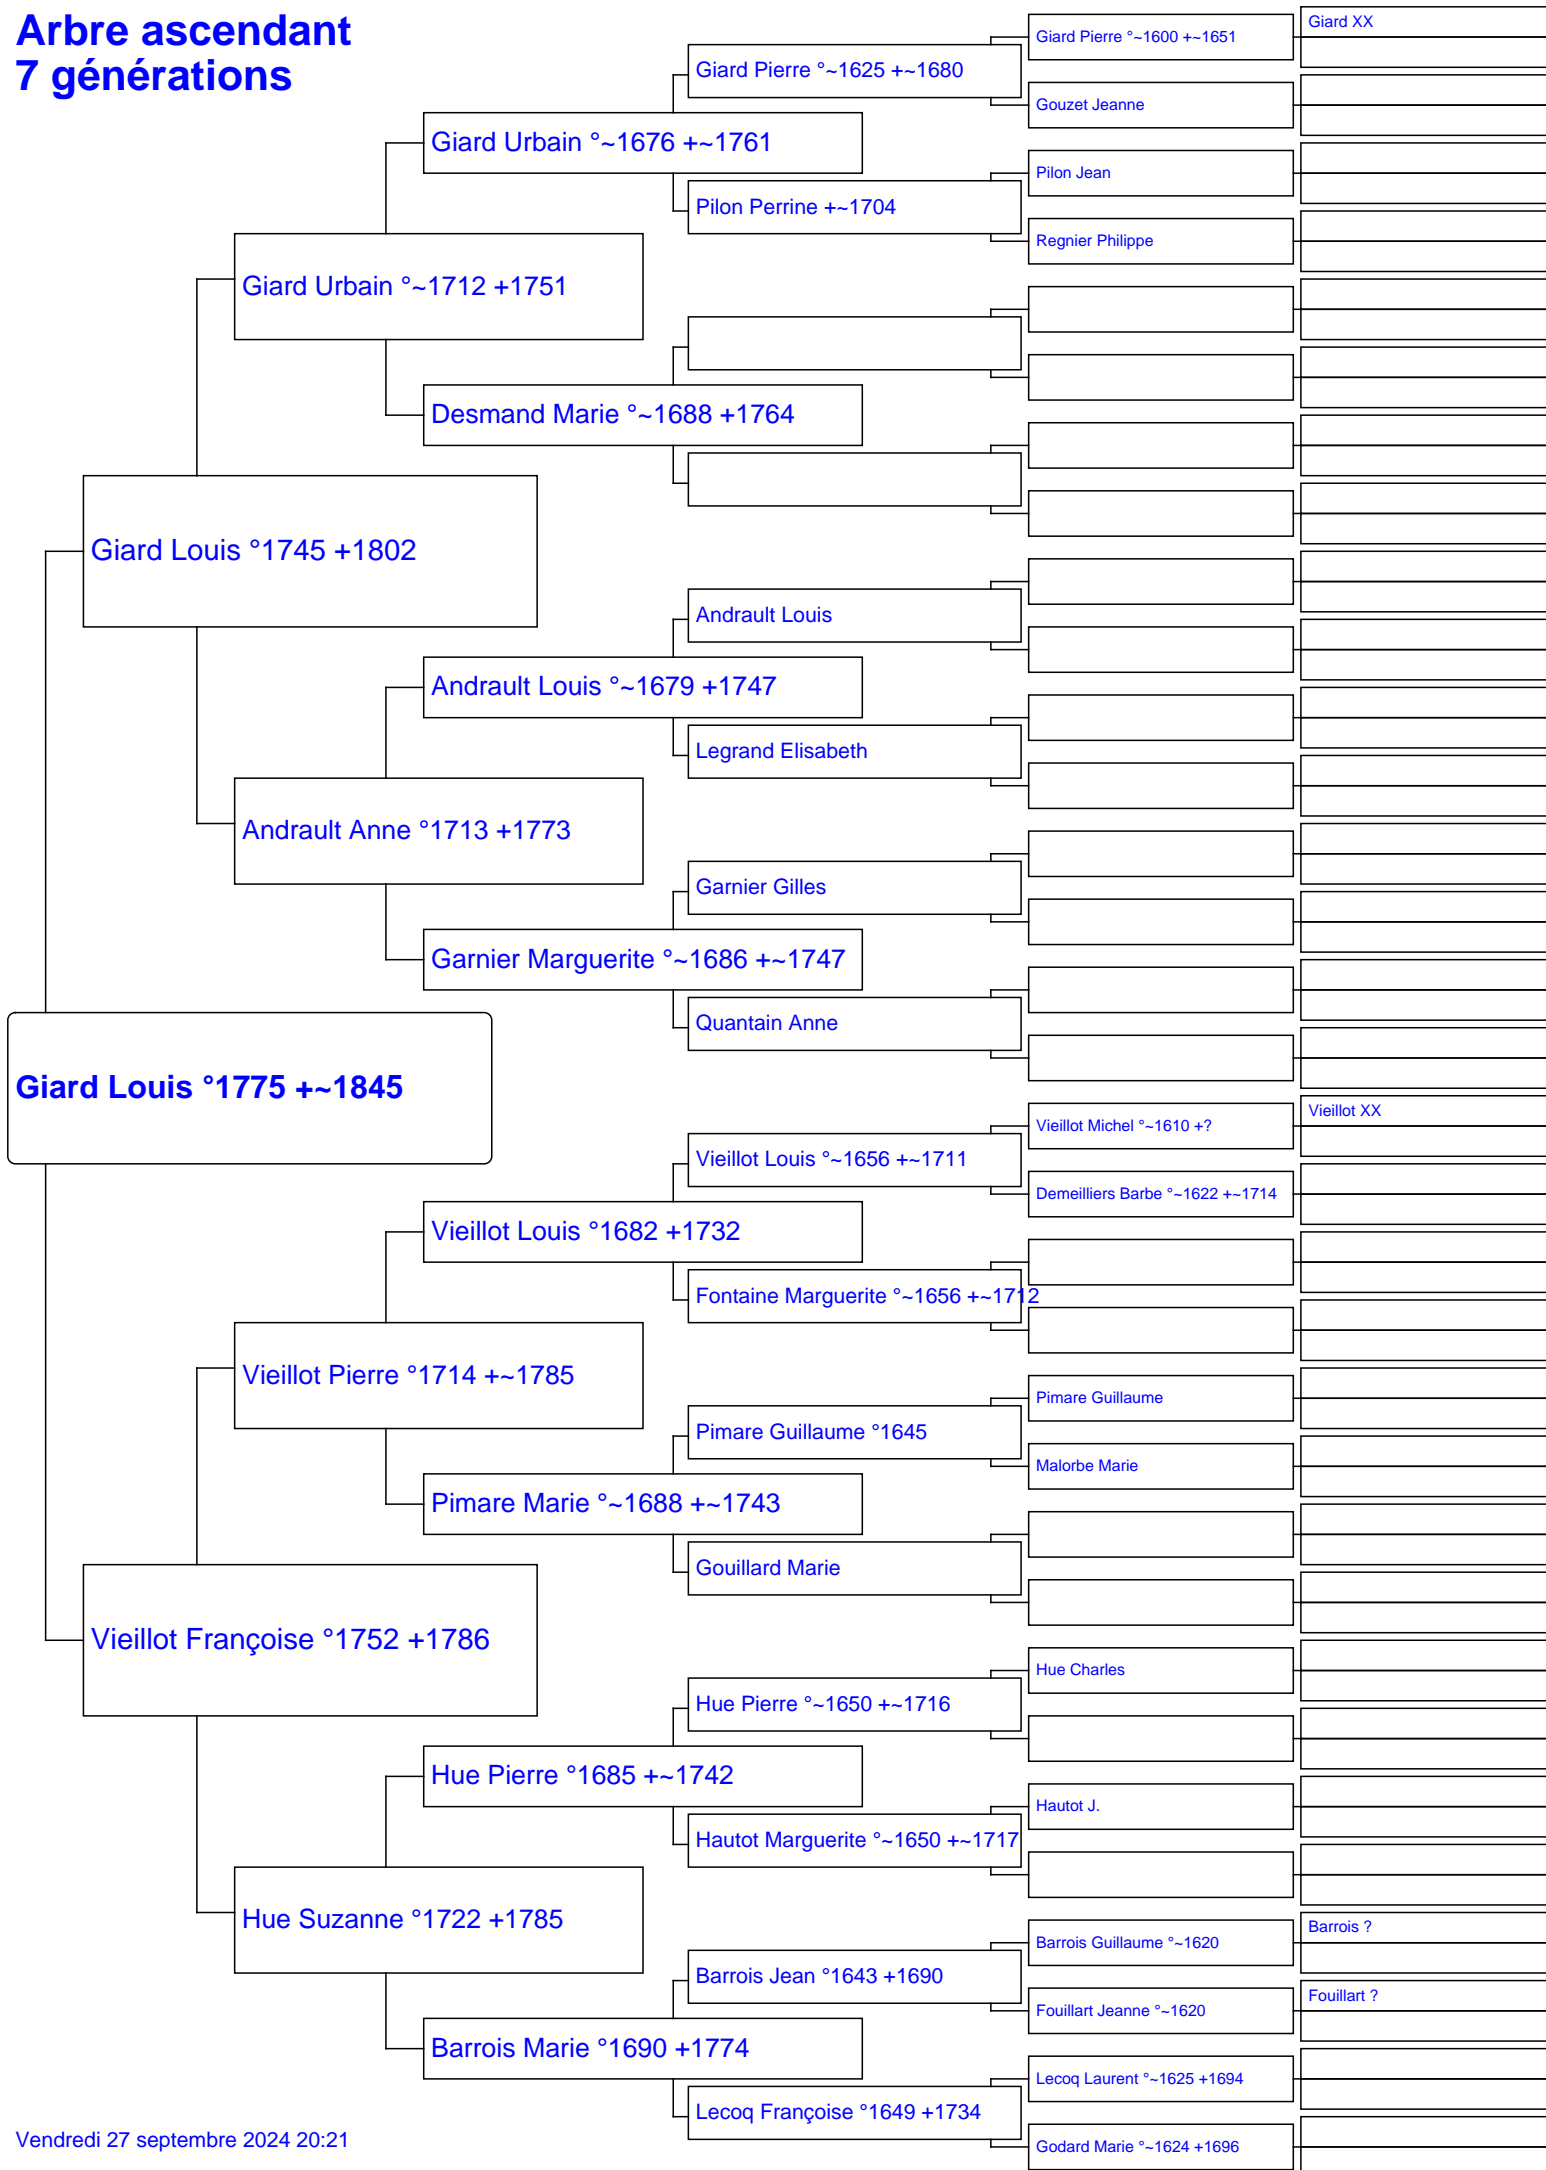 Arbre ascendant
7 générations
Giard Louis °1775 +~1845
Giard Louis °1745 +1802
Vieillot Françoise °1752 +1786
Giard Urbain °~1712 +1751
Andrault Anne °1713 +1773
Vieillot Pierre °1714 +~1785
Hue Suzanne °1722 +1785
Giard Urbain °~1676 +~1761
Desmand Marie °~1688 +1764
Andrault Louis °~1679 +1747
Garnier Marguerite °~1686 +~1747
Vieillot Louis °1682 +1732
Pimare Marie °~1688 +~1743
Hue Pierre °1685 +~1742
Barrois Marie °1690 +1774
Giard Pierre °~1625 +~1680
Pilon Perrine +~1704
Andrault Louis
Legrand Elisabeth
Garnier Gilles
Quantain Anne
Vieillot Louis °~1656 +~1711
Fontaine Marguerite °~1656 +~1712
Pimare Guillaume °1645
Gouillard Marie
Hue Pierre °~1650 +~1716
Hautot Marguerite °~1650 +~1717
Barrois Jean °1643 +1690
Lecoq Françoise °1649 +1734
Giard Pierre °~1600 +~1651
Gouzet Jeanne
Pilon Jean
Regnier Philippe
Vieillot Michel °~1610 +?
Demeilliers Barbe °~1622 +~1714
Pimare Guillaume
Malorbe Marie
Hue Charles
Hautot J.
Barrois Guillaume °~1620
Fouillart Jeanne °~1620
Lecoq Laurent °~1625 +1694
Godard Marie °~1624 +1696
Giard XX
Vieillot XX
Barrois ?
Fouillart ?
Vendredi 27 septembre 2024 20:21